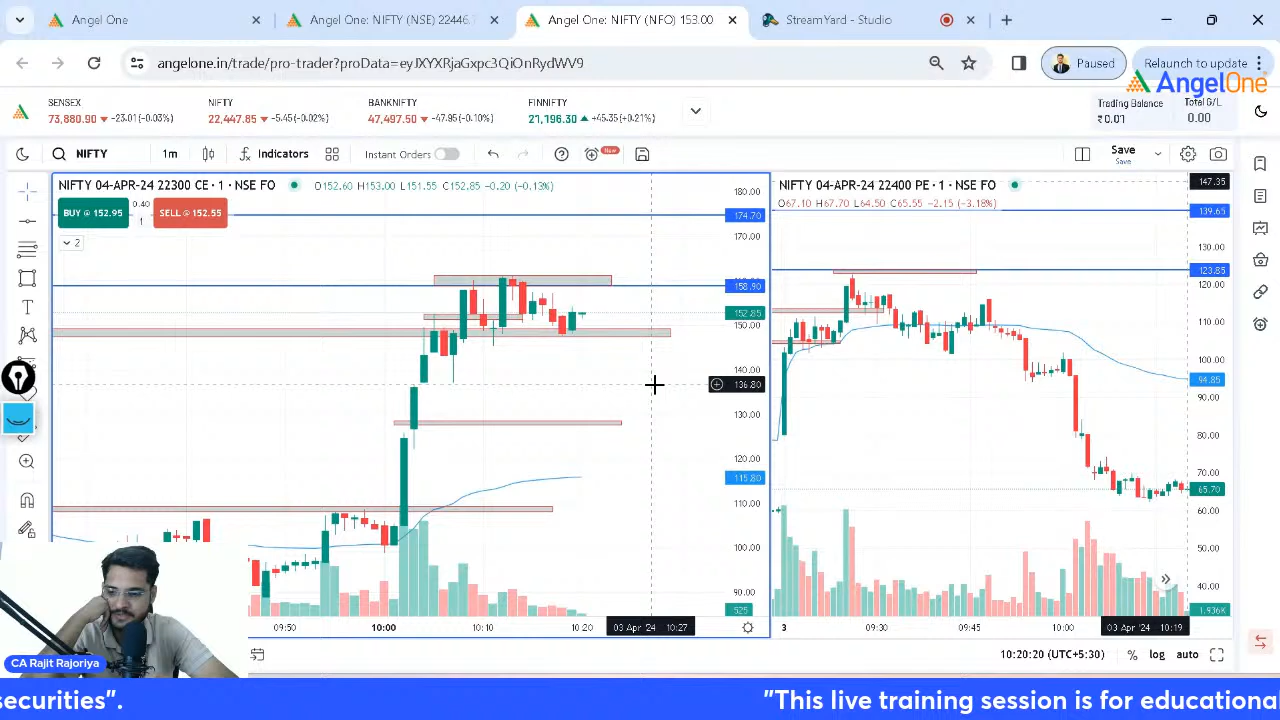 Angel One
Angel One: NIFTY (NSE) 22446.7
Angel One: NIFTY (NFO) 153.00
StreamYard - Studio
angelone.in/trade/pro-trader?proData=eyJXYXRjaGxpc3QiOnRydWV9
Paused
Relaunch to update
AngelOne
SENSEX
73,880.90 -23.01(-0.03%)
NIFTY
22,447.85 -5.45(-0.02%)
BANKNIFTY
47,497.50 -47.95(-0.10%)
FINNIFTY
21,196.30 +45.35(+0.21%)
Trading Balance
₹0.01
Total G/L
0.00
NIFTY
1m
Indicators
Instant Orders
New
Save
Save
NIFTY 04-APR-24 22300 CE · 1 · NSE FO
O152.60 H153.00 L151.55 C152.85 -0.20 (-0.13%)
BUY @ 152.95
0.40
1
SELL @ 152.55
2
180.00
174.70
170.00
158.90
152.85
150.00
140.00
136.80
130.00
120.00
115.80
110.00
100.00
90.00
525
09:50
10:00
10:10
10:20
03 Apr '24 10:27
NIFTY 04-APR-24 22400 PE · 1 · NSE FO
O67.10 H67.70 L64.50 C65.55 -2.15 (-3.18%)
147.35
139.65
130.00
123.85
120.00
110.00
100.00
94.85
90.00
80.00
70.00
65.70
60.00
50.00
40.00
1.936K
3
09:30
09:45
10:00
03 Apr '24 10:19
10:20:20 (UTC+5:30)
%
log
auto
CA Rajit Rajoriya
securities".
"This live training session is for educational